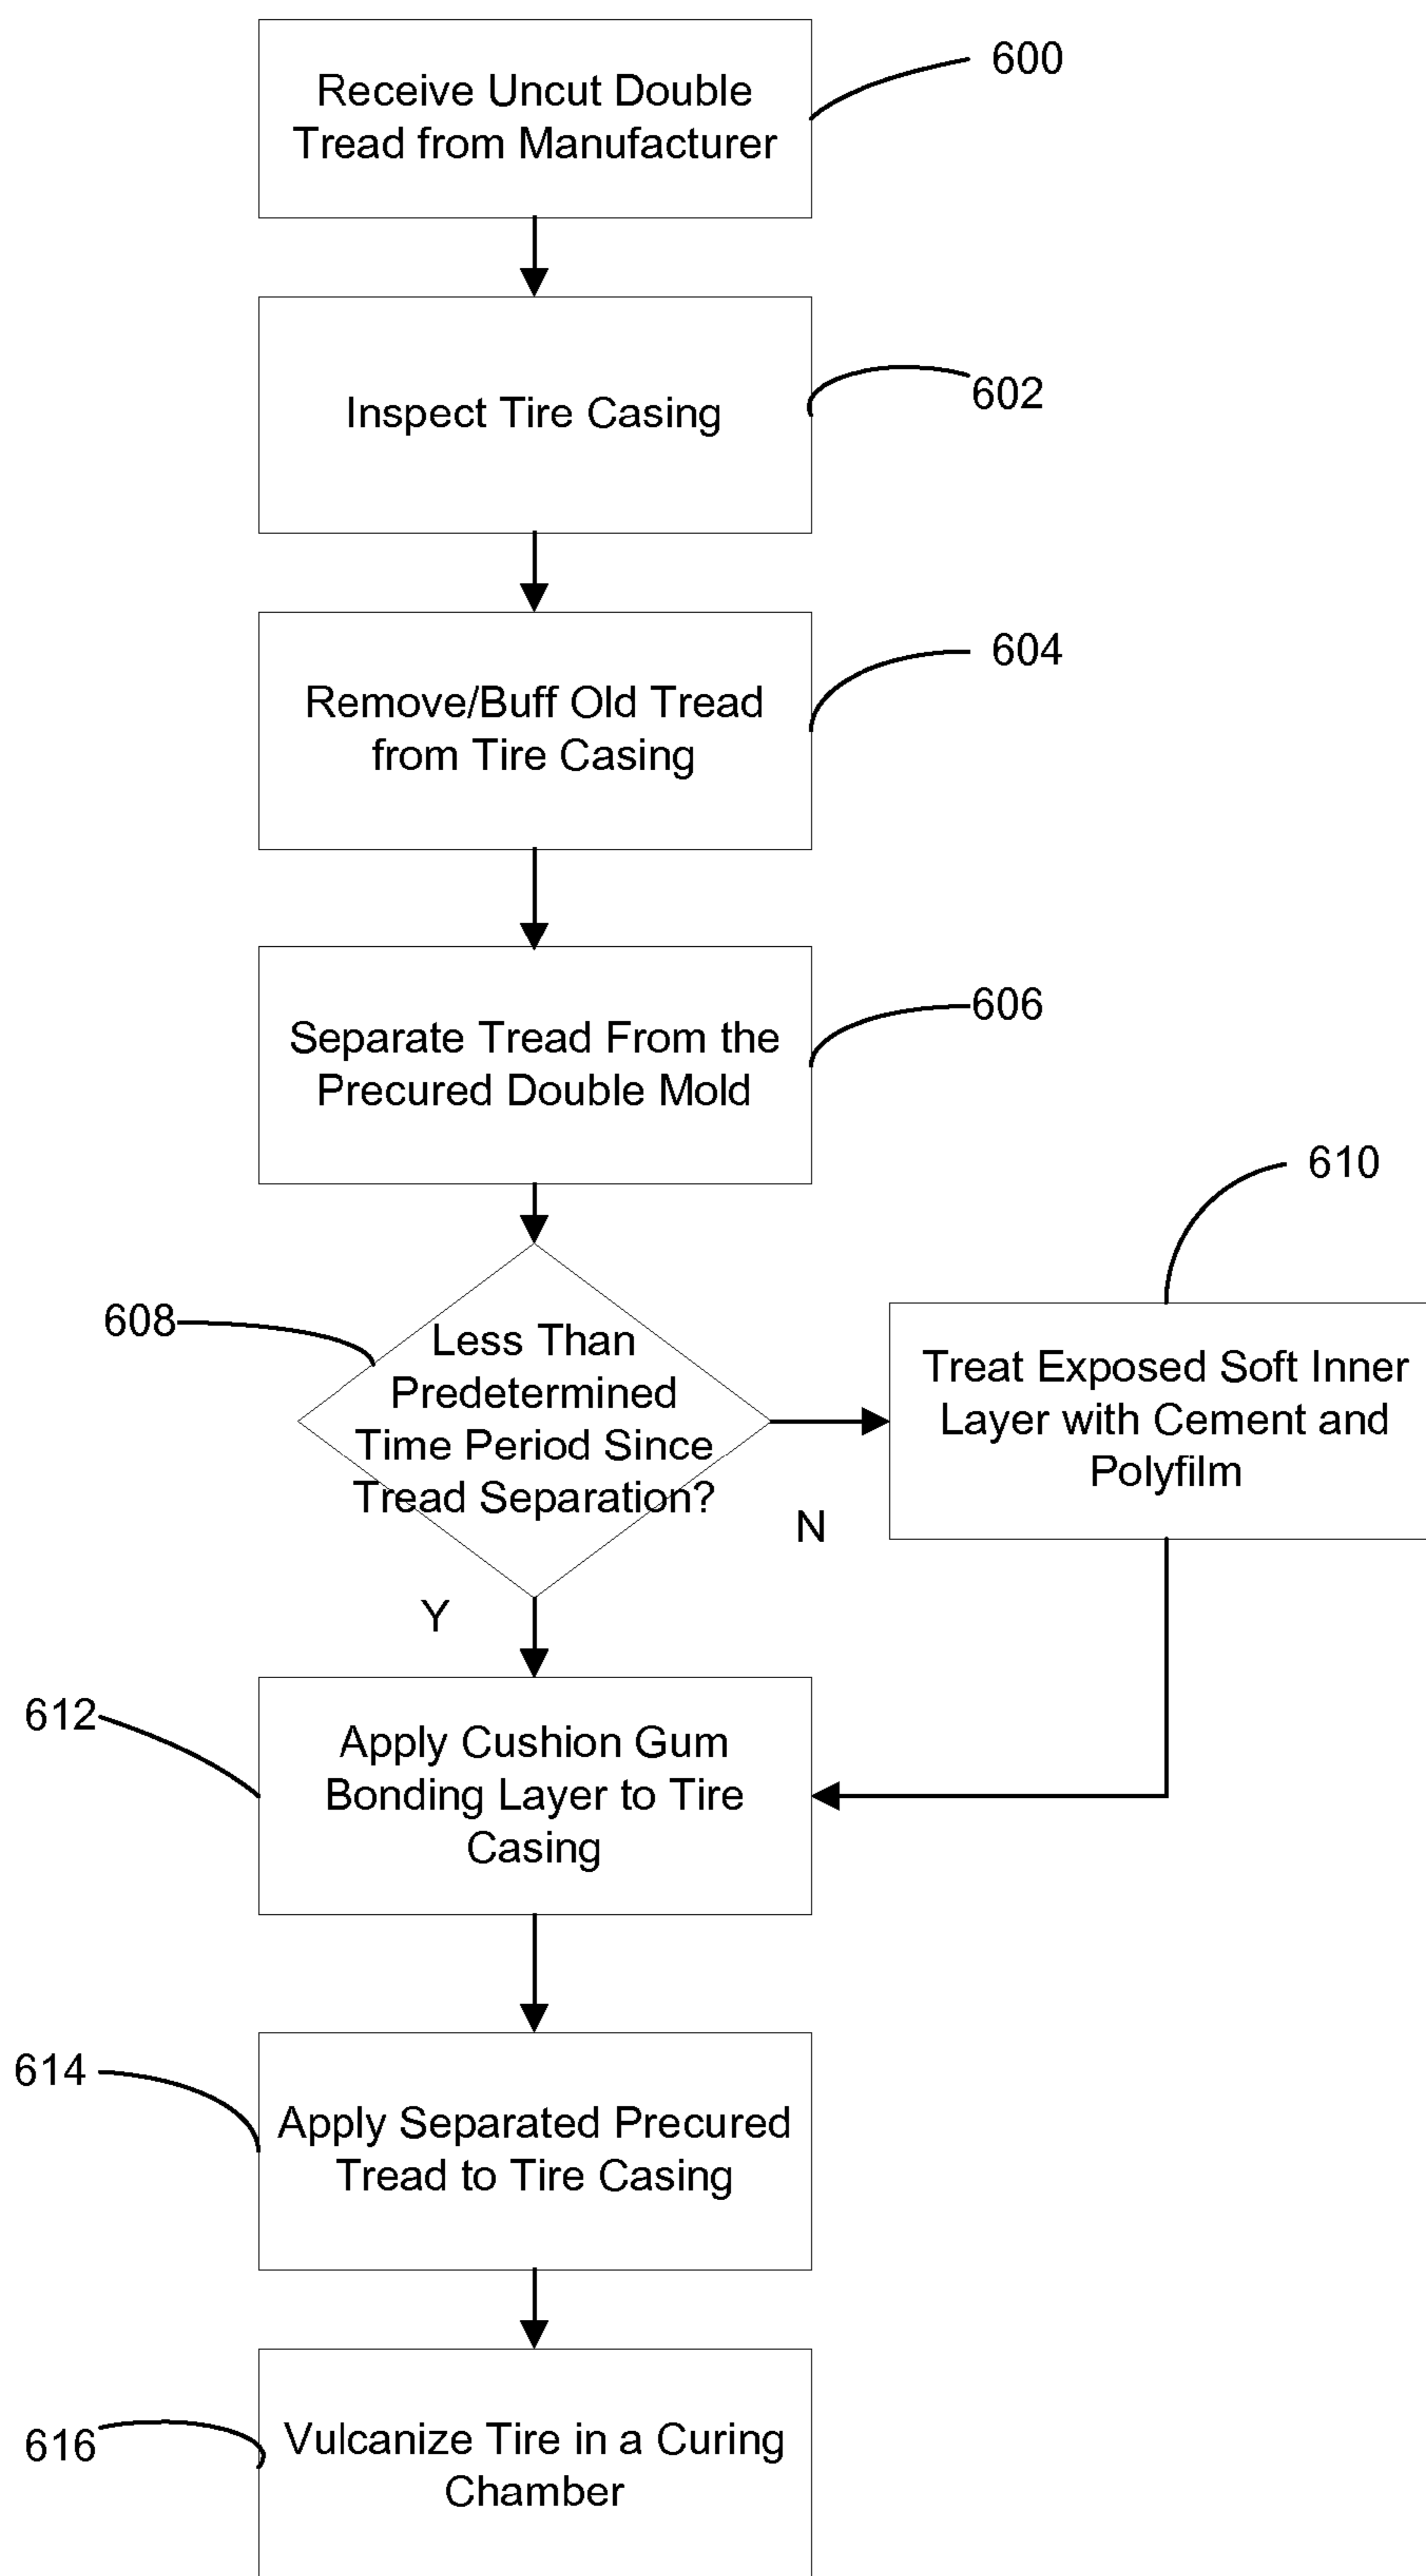 Receive Uncut Double
Tread from Manufacturer
600
Inspect Tire Casing
602
Remove/Buff Old Tread
from Tire Casing
604
Separate Tread From the
Precured Double Mold
606
608
Less Than
Predetermined
Time Period Since
Tread Separation?
N
Y
610
Treat Exposed Soft Inner
Layer with Cement and
Polyfilm
612
Apply Cushion Gum
Bonding Layer to Tire
Casing
614
Apply Separated Precured
Tread to Tire Casing
616
Vulcanize Tire in a Curing
Chamber